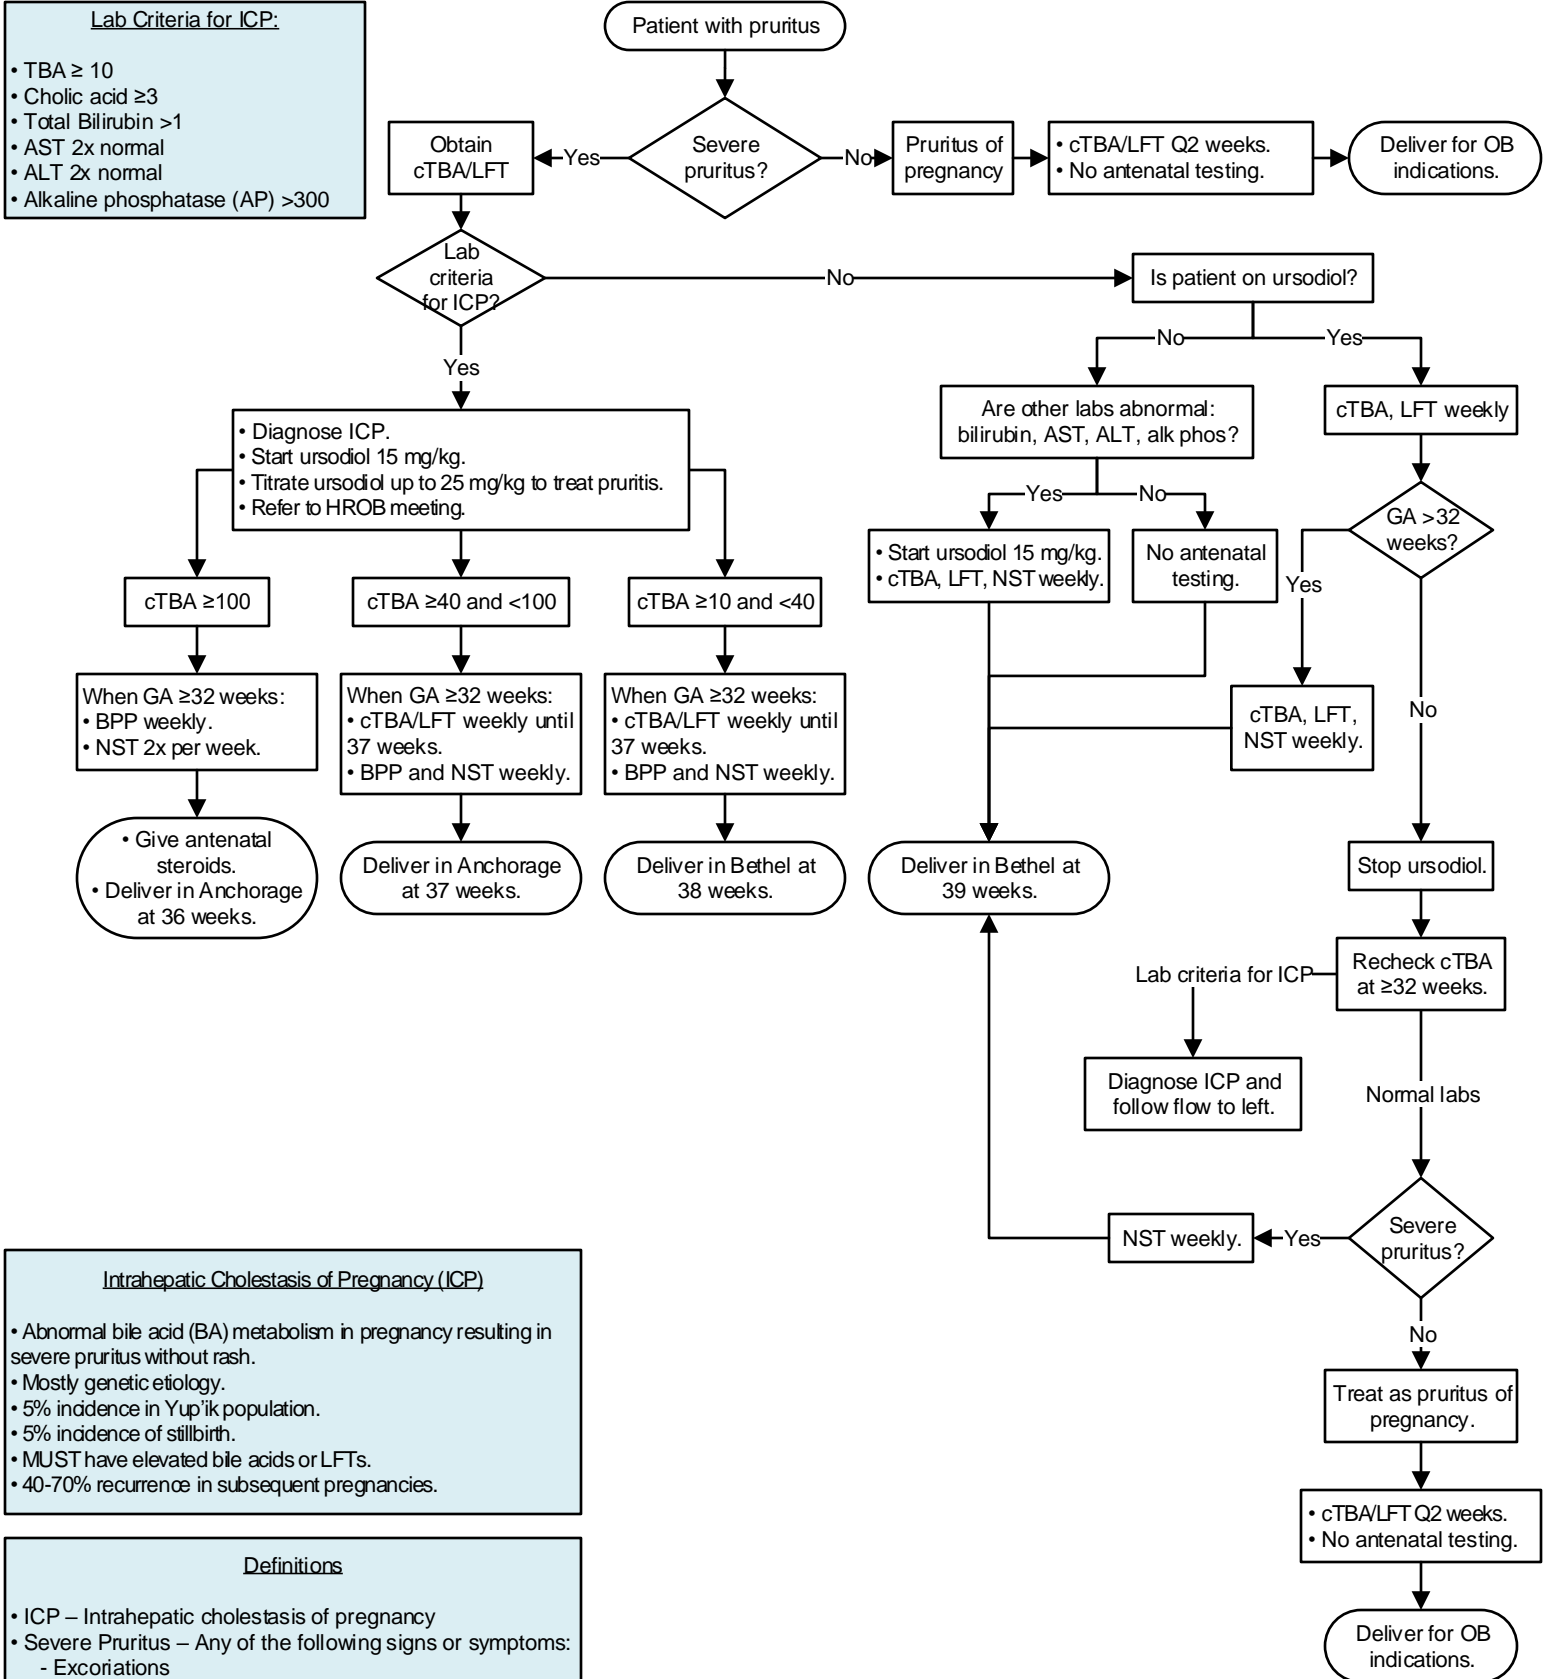 Lab Criteria for ICP:
• TBA ≥ 10
• Cholic acid ≥3
• Total Bilirubin >1
• AST 2x normal
• ALT 2x normal
• Alkaline phosphatase (AP) >300
Patient with pruritus
Severe
pruritus?
Yes
No
Obtain
cTBA/LFT
Pruritus of
pregnancy
• cTBA/LFT Q2 weeks.
• No antenatal testing.
Deliver for OB
indications.
Lab
criteria
for ICP?
No
Yes
Is patient on ursodiol?
No
Yes
• Diagnose ICP.
• Start ursodiol 15 mg/kg.
• Titrate ursodiol up to 25 mg/kg to treat pruritis.
• Refer to HROB meeting.
Are other labs abnormal:
bilirubin, AST, ALT, alk phos?
cTBA, LFT weekly
Yes
No
GA >32
weeks?
Yes
No
• Start ursodiol 15 mg/kg.
• cTBA, LFT, NST weekly.
No antenatal
testing.
cTBA ≥100
cTBA ≥40 and <100
cTBA ≥10 and <40
When GA ≥32 weeks:
• BPP weekly.
• NST 2x per week.
When GA ≥32 weeks:
• cTBA/LFT weekly until
37 weeks.
• BPP and NST weekly.
When GA ≥32 weeks:
• cTBA/LFT weekly until
37 weeks.
• BPP and NST weekly.
cTBA, LFT,
NST weekly.
• Give antenatal
steroids.
• Deliver in Anchorage
at 36 weeks.
Deliver in Anchorage
at 37 weeks.
Deliver in Bethel at
38 weeks.
Deliver in Bethel at
39 weeks.
Stop ursodiol.
Recheck cTBA
at ≥32 weeks.
Lab criteria for ICP
Diagnose ICP and
follow flow to left.
Normal labs
Severe
pruritus?
Yes
NST weekly.
No
Treat as pruritus of
pregnancy.
• cTBA/LFT Q2 weeks.
• No antenatal testing.
Deliver for OB
indications.
Intrahepatic Cholestasis of Pregnancy (ICP)
• Abnormal bile acid (BA) metabolism in pregnancy resulting in
severe pruritus without rash.
• Mostly genetic etiology.
• 5% incidence in Yup’ik population.
• 5% incidence of stillbirth.
• MUST have elevated bile acids or LFTs.
• 40-70% recurrence in subsequent pregnancies.
Definitions
• ICP – Intrahepatic cholestasis of pregnancy
• Severe Pruritus – Any of the following signs or symptoms:
- Excoriations